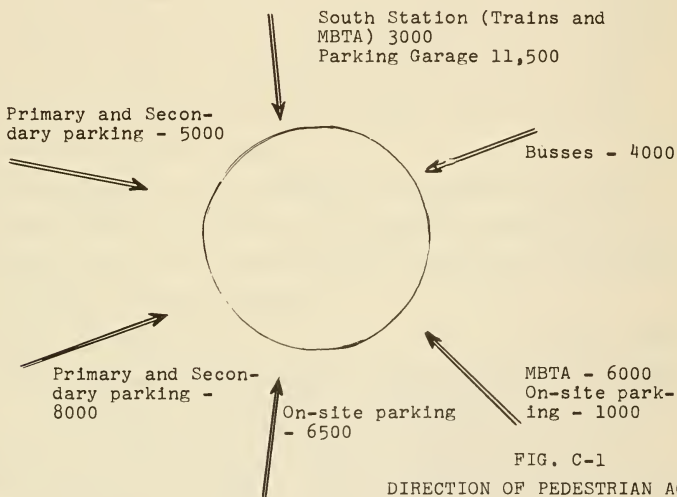 South Station (Trains and
MBTA) 3000
Parking Garage 11,500
Primary and Secon-
dary parking - 5000
Busses - 4000
Primary and Secon-
dary parking -
8000
On-site parking
- 6500
MBTA - 6000
On-site park-
ing - 1000
FIG. C-1
DIRECTION OF PEDESTRIAN